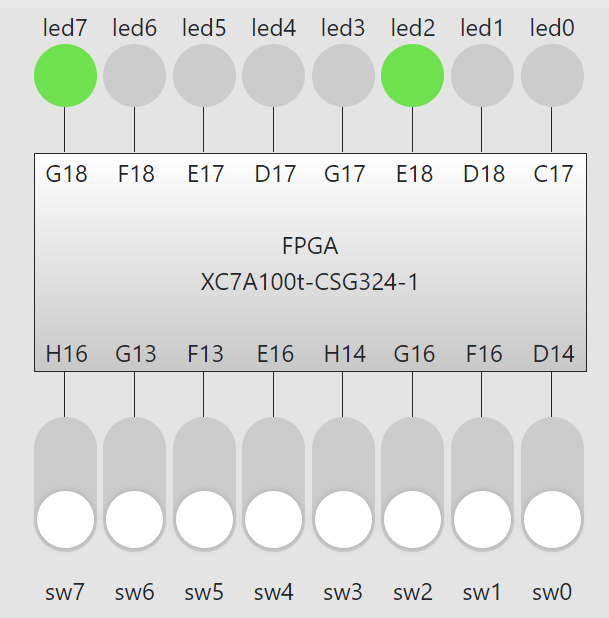 led7 led6 led5 led4 led3 led2 led1 led0
G18 F18 E17 D17 G17 E18 D18 C17
FPGA
XC7A100t-CSG324-1
H16 G13 F13 E16 H14 G16 F16 D14
sw7 sw6 sw5 sw4 sw3 sw2 sw1 sw0